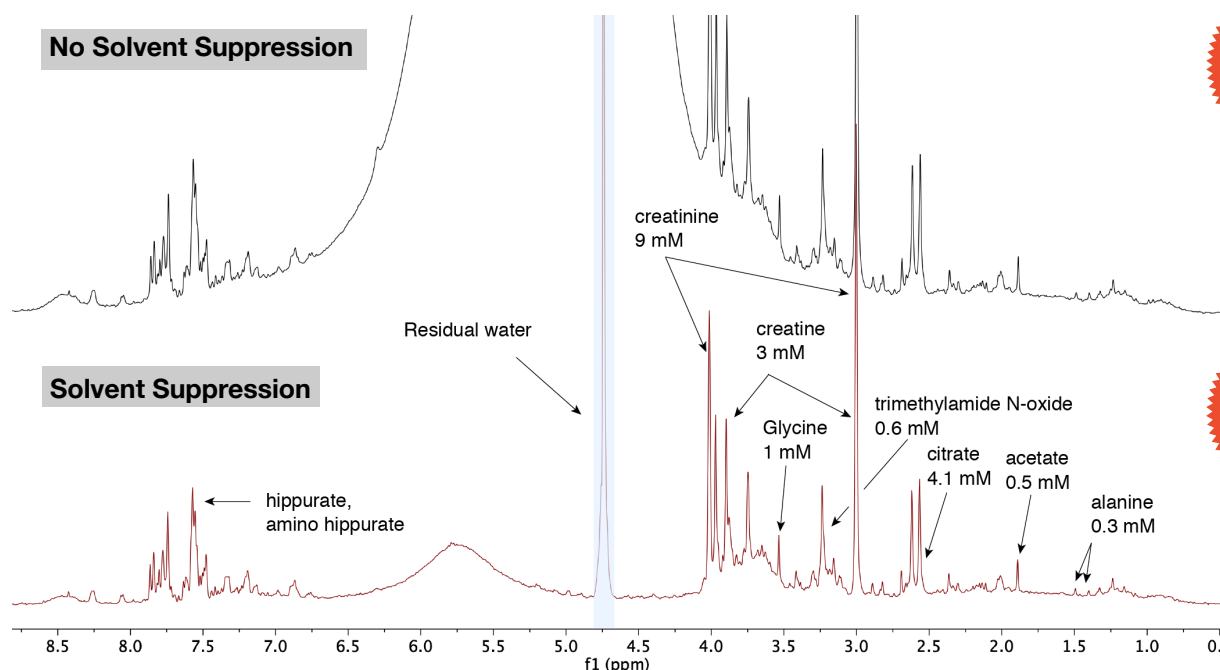 No Solvent Suppression
creatinine
9 mM
Residual water
creatine
3 mM
Solvent Suppression
trimethylamide N-oxide
0.6 mM
Glycine
1 mM
citrate
4.1 mM
acetate
0.5 mM
alanine
0.3 mM
hippurate,
amino hippurate
8.5 8.0 7.5 7.0 6.5 6.0 5.5 5.0 4.5 4.0 3.5 3.0 2.5 2.0 1.5 1.0 0.
f1 (ppm)